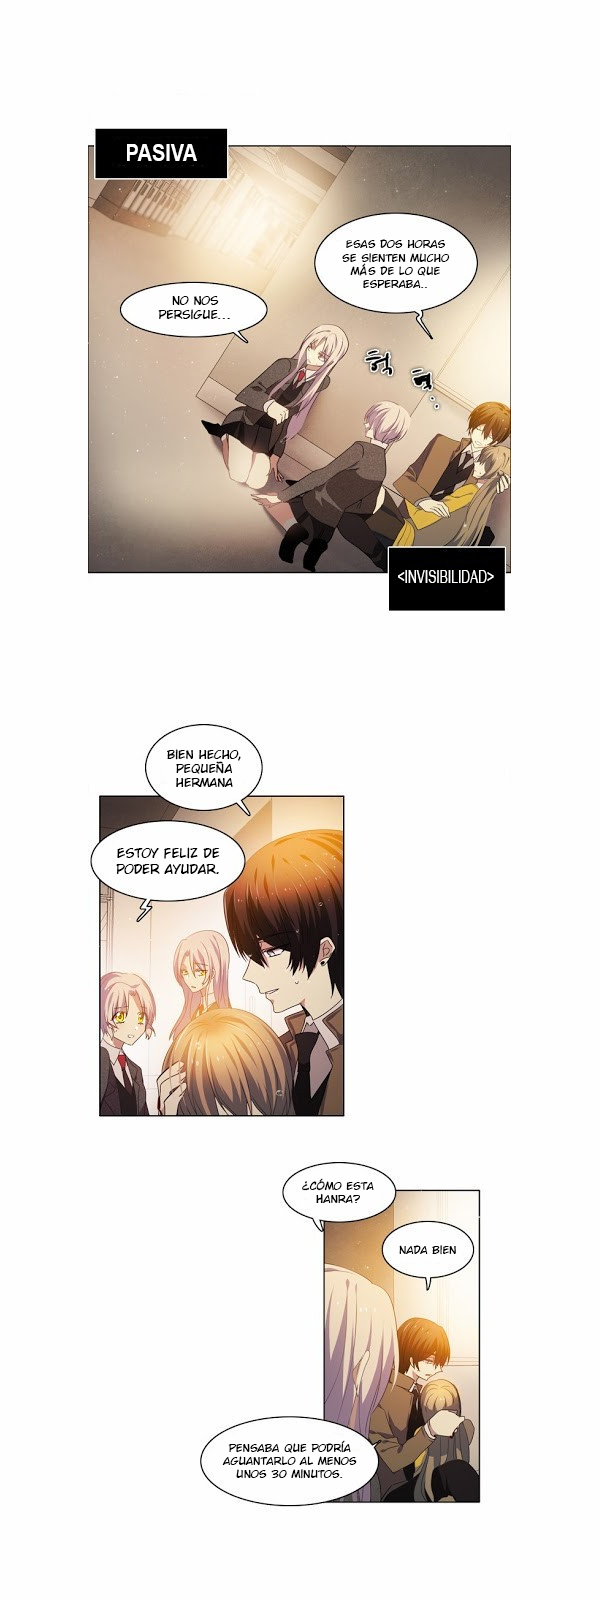 PASIVA
ESAS DOS HORAS
SE SIENTEN MUCHO
MÁS DE LO QUE
ESPERABA..
NO NOS
PERSIGUE...
헉
헉
<INVISIBILIDAD>
BIEN HECHO,
PEQUEÑA
HERMANA
ESTOY FELIZ DE
PODER AYUDAR.
¿CÓMO ESTA
HANRA?
NADA BIEN
PENSABA QUE PODRÍA
AGUANTARLO AL MENOS
UNOS 30 MINUTOS.